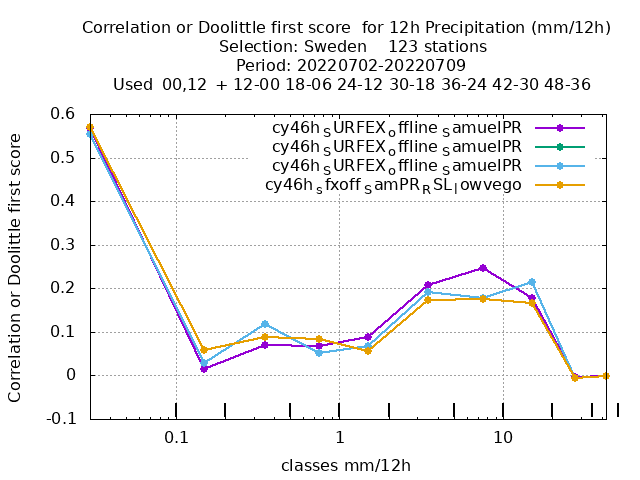 Correlation or Doolittle first score  for 12h Precipitation (mm/12h)
Selection: Sweden    123 stations
Period: 20220702-20220709
Used  00,12  + 12-00 18-06 24-12 30-18 36-24 42-30 48-36
cy46h_SURFEX_offline_SamuelPR
cy46h_SURFEX_offline_SamuelPR
cy46h_SURFEX_offline_SamuelPR
cy46h_sfxoff_SamPR_RSL_lowvego
Correlation or Doolittle first score
0.6
0.5
0.4
0.3
0.2
0.1
0
-0.1
0.1 1 10
classes mm/12h